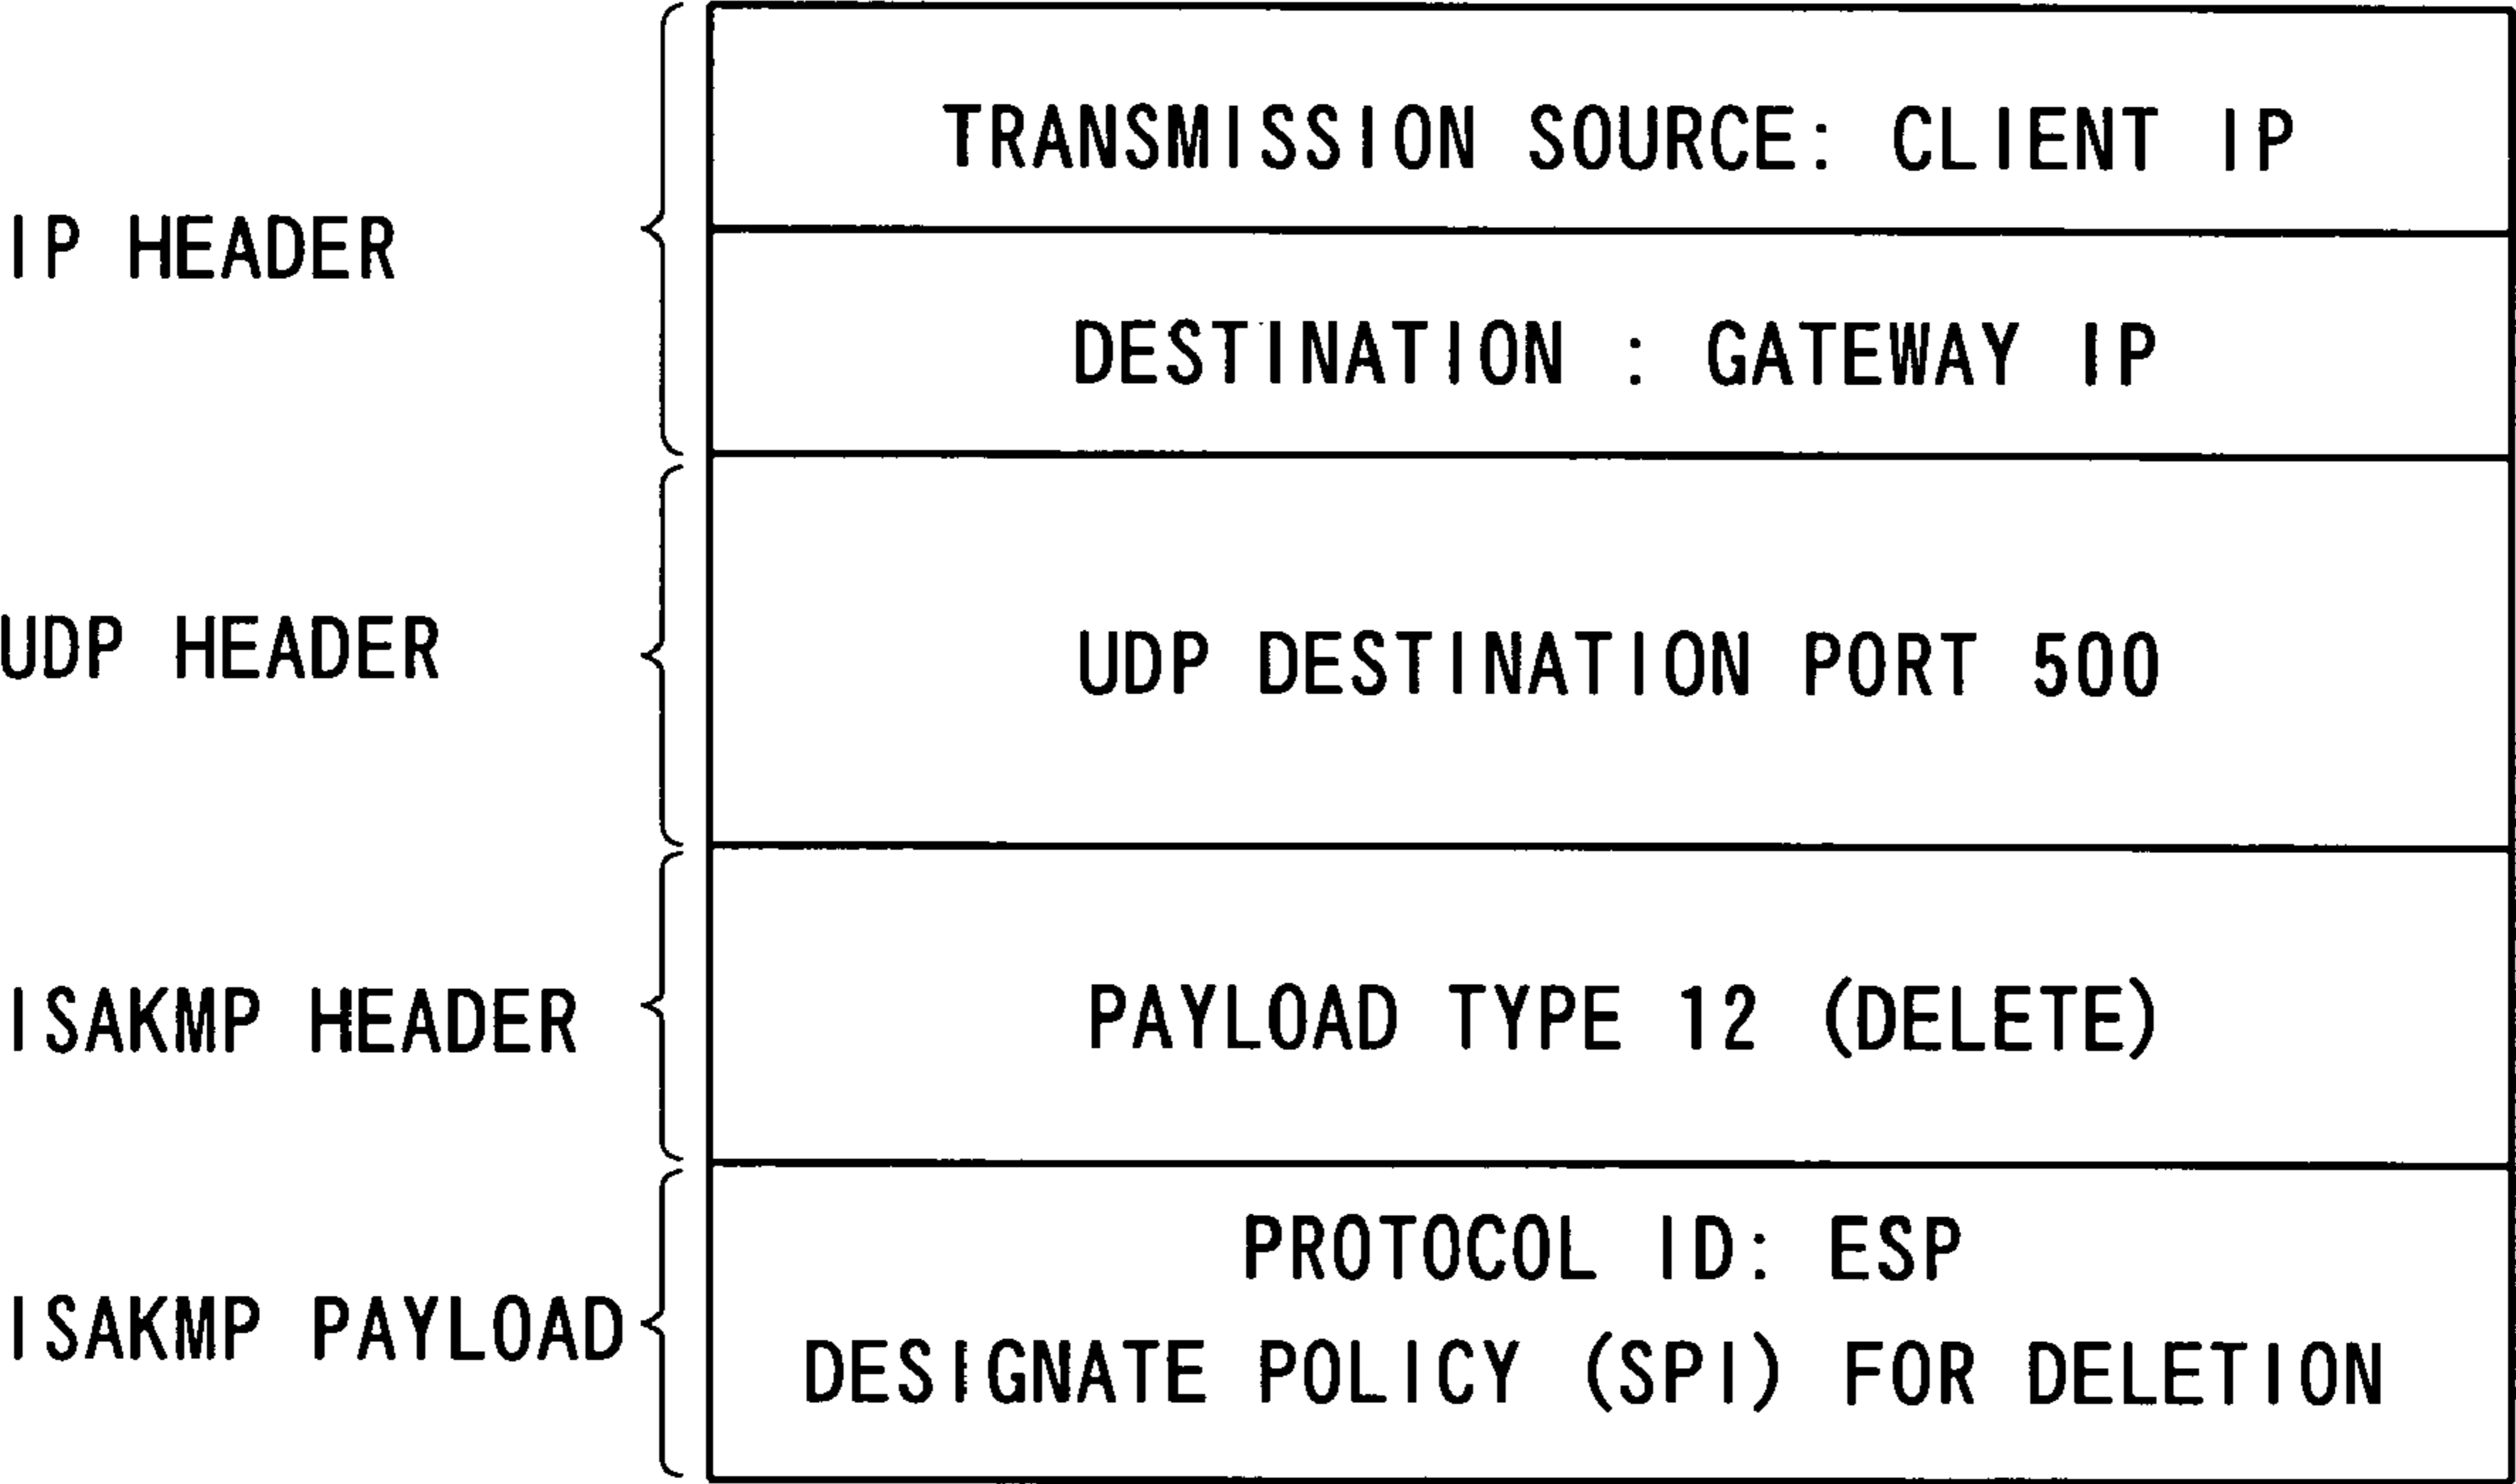 IP HEADER
TRANSMISSION SOURCE: CLIENT IP
DESTINATION : GATEWAY IP
UDP HEADER
UDP DESTINATION PORT 500
ISAKMP HEADER
PAYLOAD TYPE 12 (DELETE)
ISAKMP PAYLOAD
PROTOCOL ID: ESP
DESIGNATE POLICY (SPI) FOR DELETION